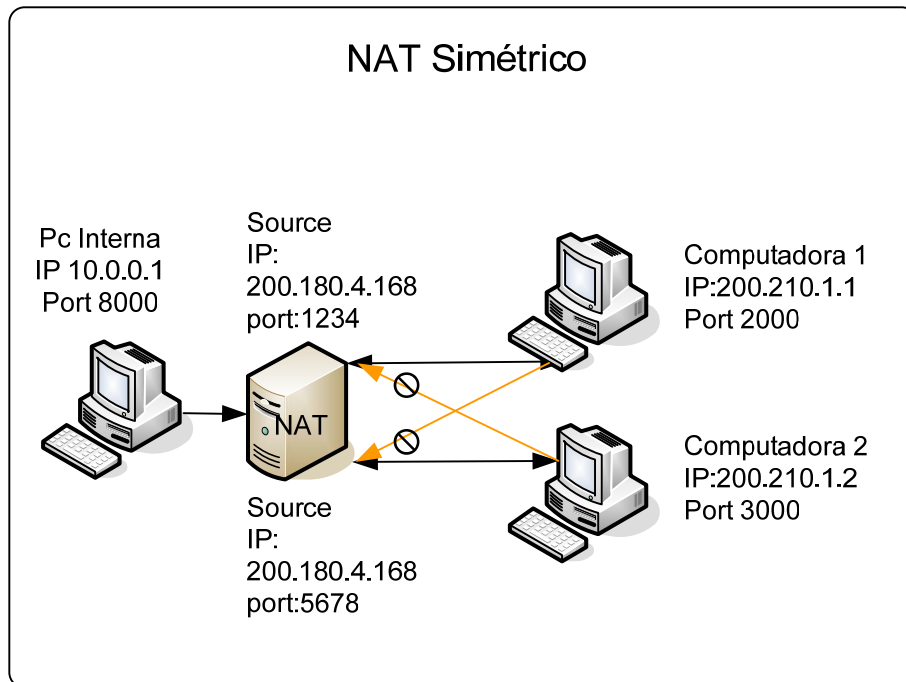 NAT Simétrico
Pc Interna
IP 10.0.0.1
Port 8000
Source
IP:
200.180.4.168
port:1234
NAT
Source
IP:
200.180.4.168
port:5678
Computadora 1
IP:200.210.1.1
Port 2000
Computadora 2
IP:200.210.1.2
Port 3000